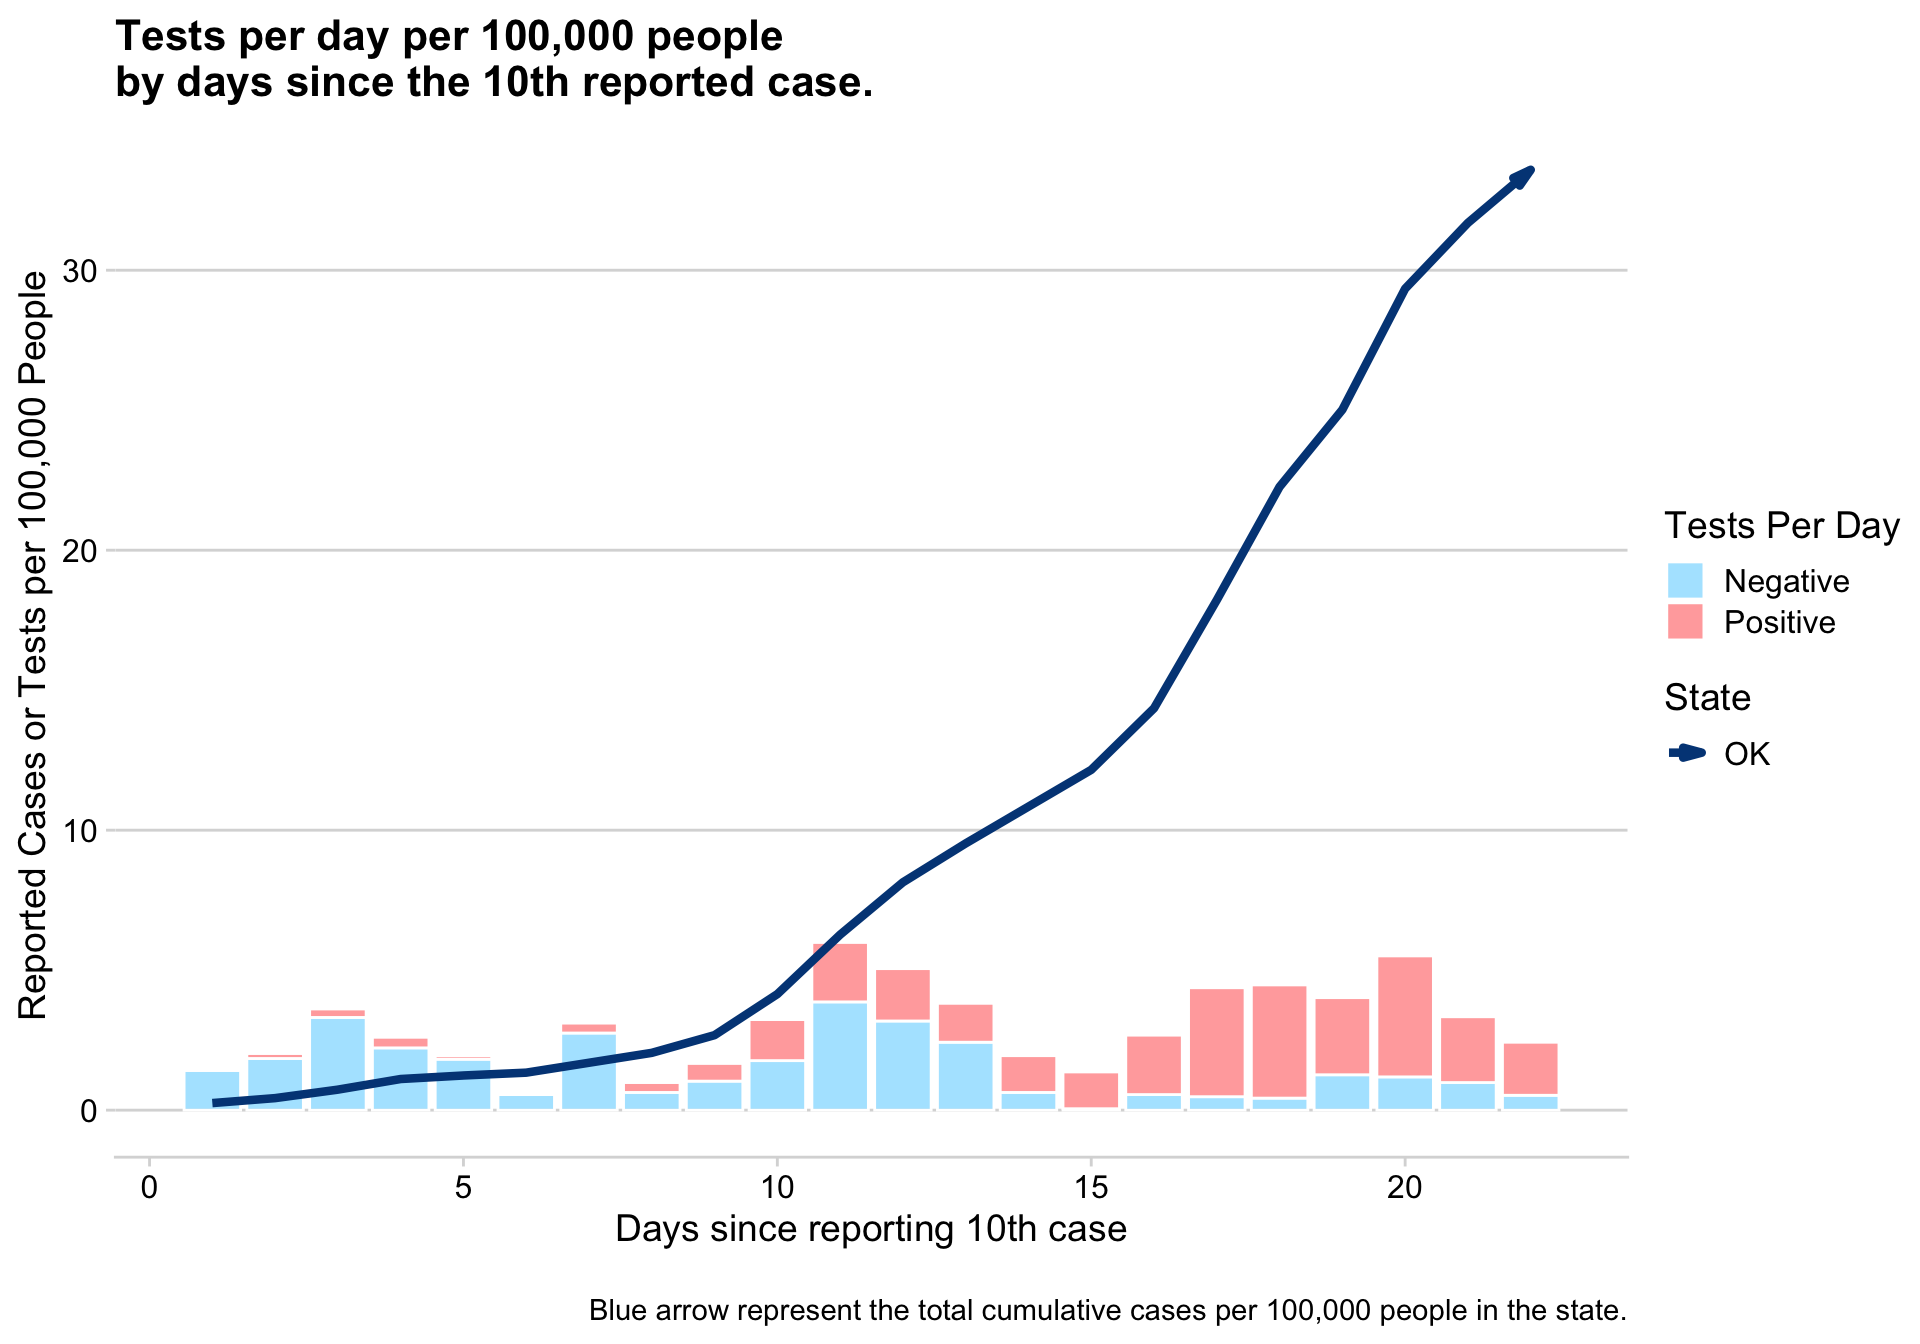 Tests per day per 100,000 people
by days since the 10th reported case.
Reported Cases or Tests per 100,000 People
30
20
10
0
0
5
10
15
20
Days since reporting 10th case
Tests Per Day
Negative
Positive
State
OK
Blue arrow represent the total cumulative cases per 100,000 people in the state.